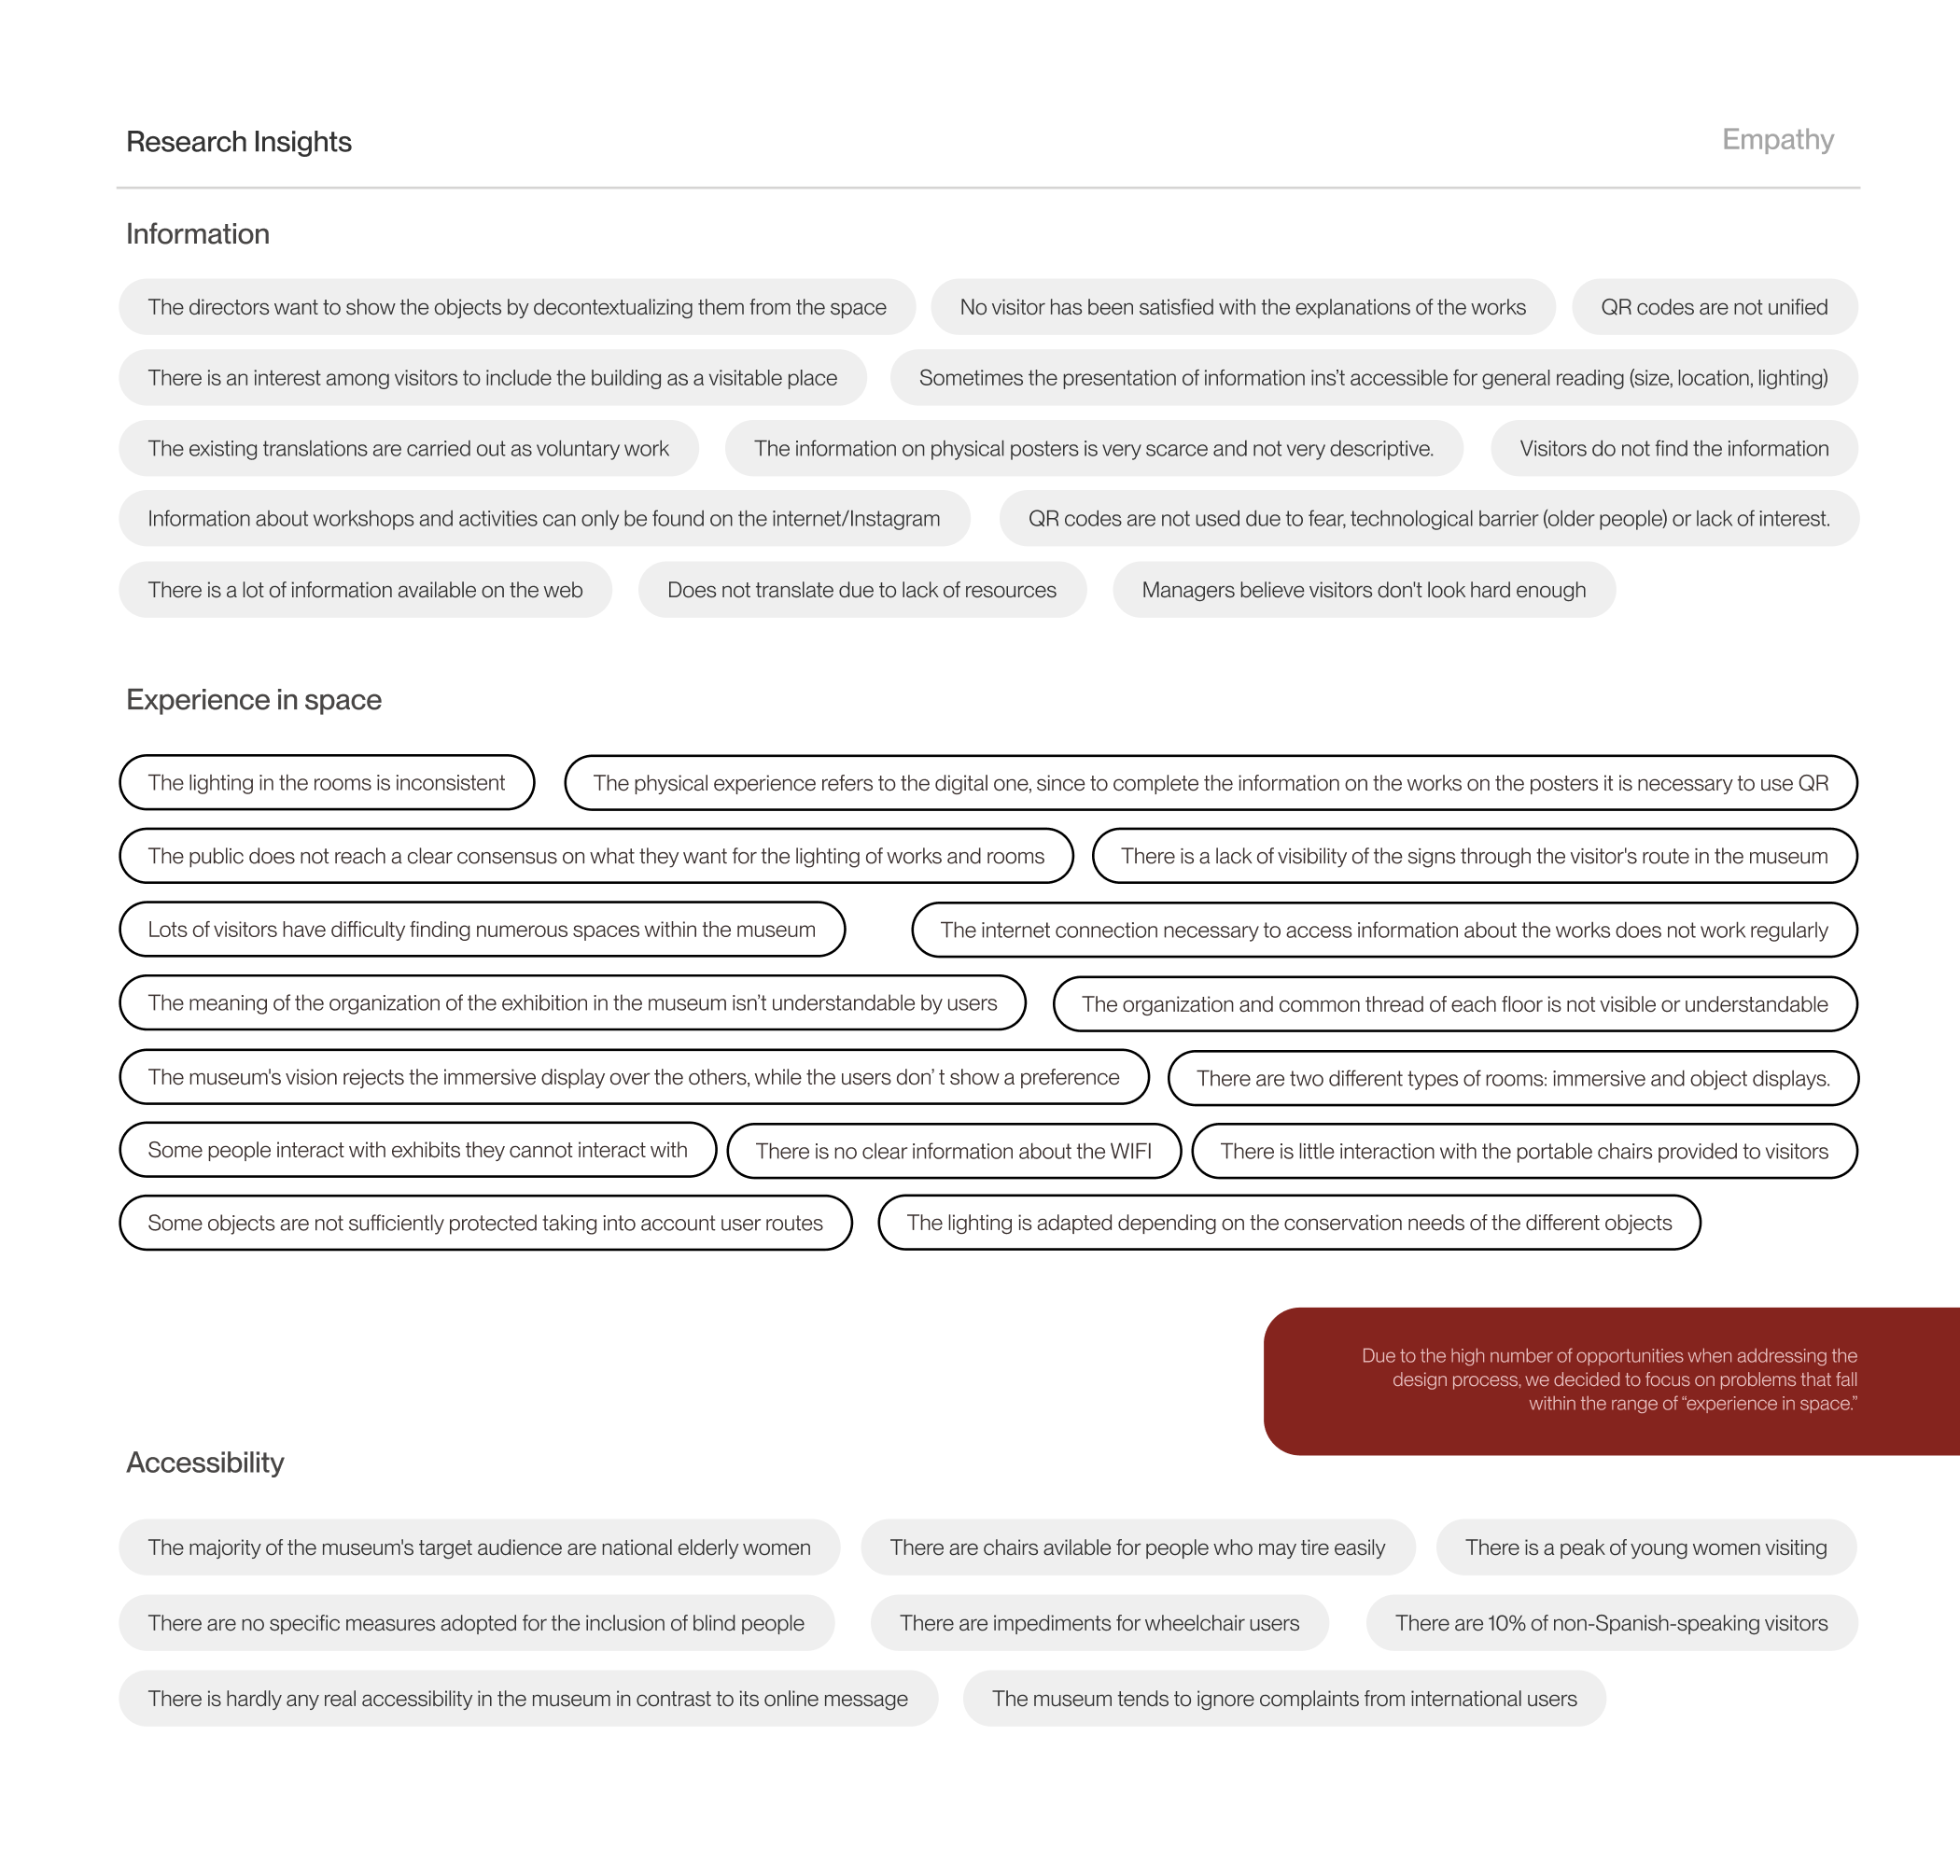 Research Insights
Empathy
Information
The directors want to show the objects by decontextualizing them from the space
No visitor has been satisfied with the explanations of the works
QR codes are not unified
There is an interest among visitors to include the building as a visitable place
Sometimes the presentation of information ins’t accessible for general reading (size, location, lighting)
The existing translations are carried out as voluntary work
The information on physical posters is very scarce and not very descriptive.
Visitors do not find the information
Information about workshops and activities can only be found on the internet/Instagram
QR codes are not used due to fear, technological barrier (older people) or lack of interest.
There is a lot of information available on the web
Does not translate due to lack of resources
Managers believe visitors don't look hard enough
Experience in space
The lighting in the rooms is inconsistent
The physical experience refers to the digital one, since to complete the information on the works on the posters it is necessary to use QR
The public does not reach a clear consensus on what they want for the lighting of works and rooms
There is a lack of visibility of the signs through the visitor's route in the museum
Lots of visitors have difficulty finding numerous spaces within the museum
The internet connection necessary to access information about the works does not work regularly
The meaning of the organization of the exhibition in the museum isn’t understandable by users
The organization and common thread of each floor is not visible or understandable
The museum's vision rejects the immersive display over the others, while the users don’ t show a preference
There are two different types of rooms: immersive and object displays.
Some people interact with exhibits they cannot interact with
There is no clear information about the WIFI
There is little interaction with the portable chairs provided to visitors
Some objects are not sufficiently protected taking into account user routes
The lighting is adapted depending on the conservation needs of the different objects
Due to the high number of opportunities when addressing the
design process, we decided to focus on problems that fall
within the range of “experience in space.”
Accessibility
The majority of the museum's target audience are national elderly women
There are chairs avilable for people who may tire easily
There is a peak of young women visiting
There are no specific measures adopted for the inclusion of blind people
There are impediments for wheelchair users
There are 10% of non-Spanish-speaking visitors
There is hardly any real accessibility in the museum in contrast to its online message
The museum tends to ignore complaints from international users